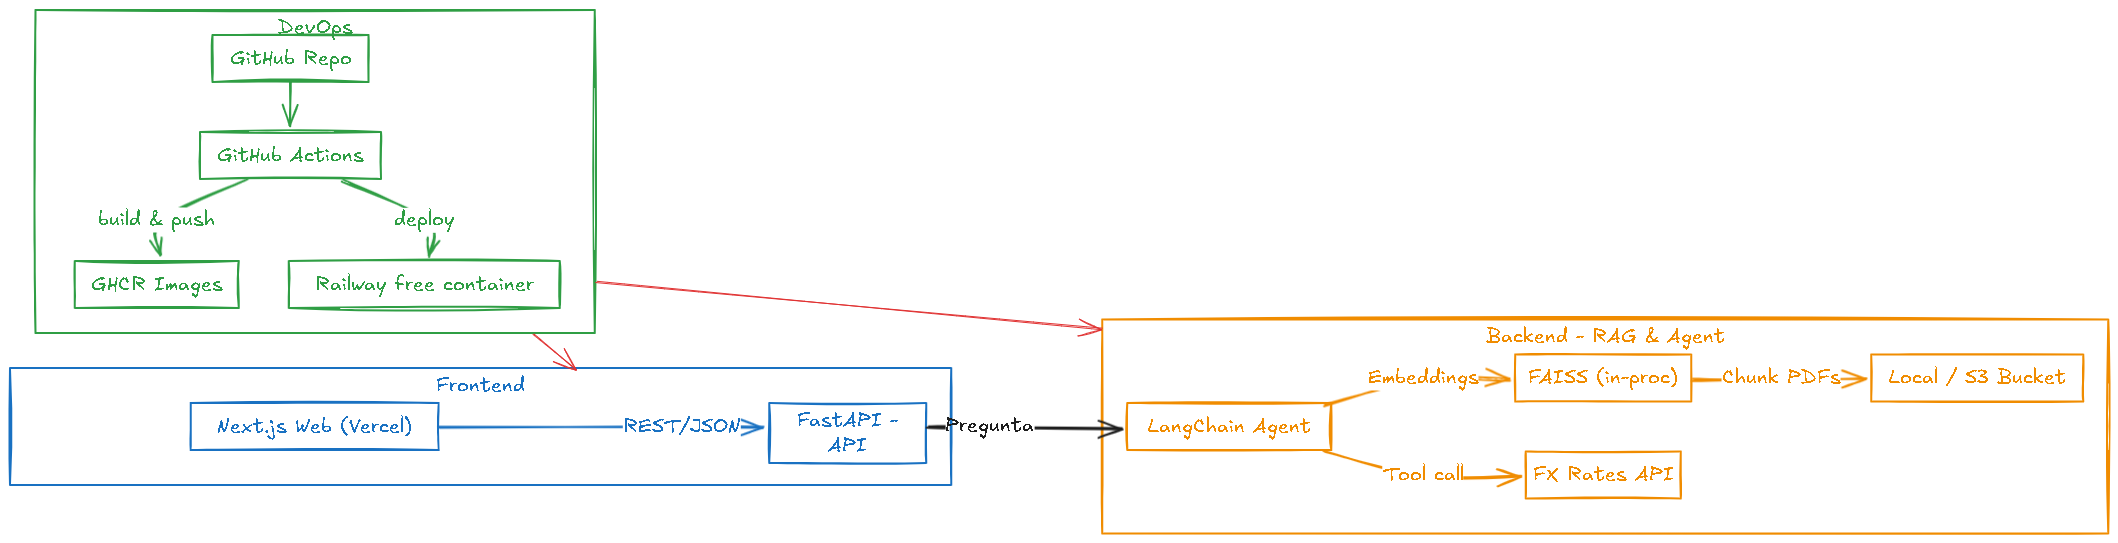 DevOps
GitHub Repo
GitHub Actions
build & push
deploy
GHCR Images
Railway free container
Frontend
Next.js Web (Vercel)
REST/JSON
FastAPI -
API
Pregunta
Backend - RAG & Agent
LangChain Agent
Embeddings
FAISS (in-proc)
Chunk PDFs
Local / S3 Bucket
Tool call
FX Rates API